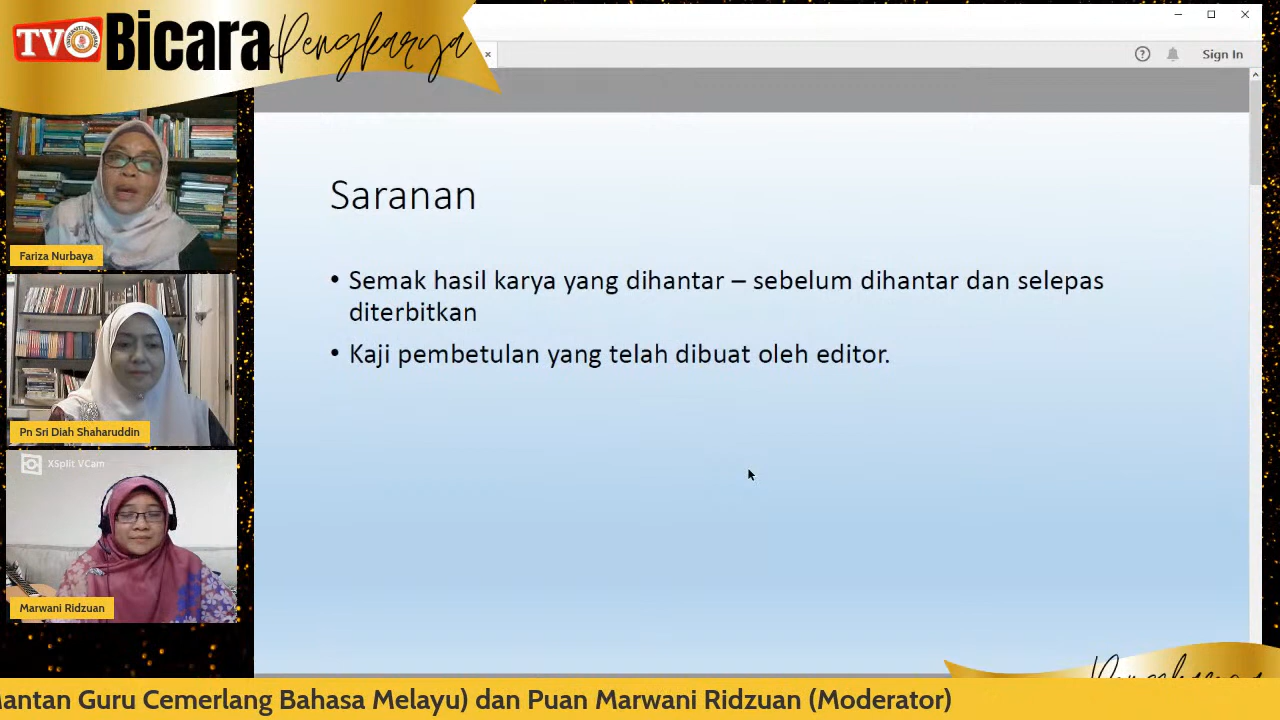 TVO Bicara Pengkarya
Sign In
Saranan
• Semak hasil karya yang dihantar – sebelum dihantar dan selepas
diterbitkan
• Kaji pembetulan yang telah dibuat oleh editor.
Fariza Nurbaya
Pn Sri Diah Shaharuddin
XSplit VCam
Marwani Ridzuan
Mantan Guru Cemerlang Bahasa Melayu) dan Puan Marwani Ridzuan (Moderator)